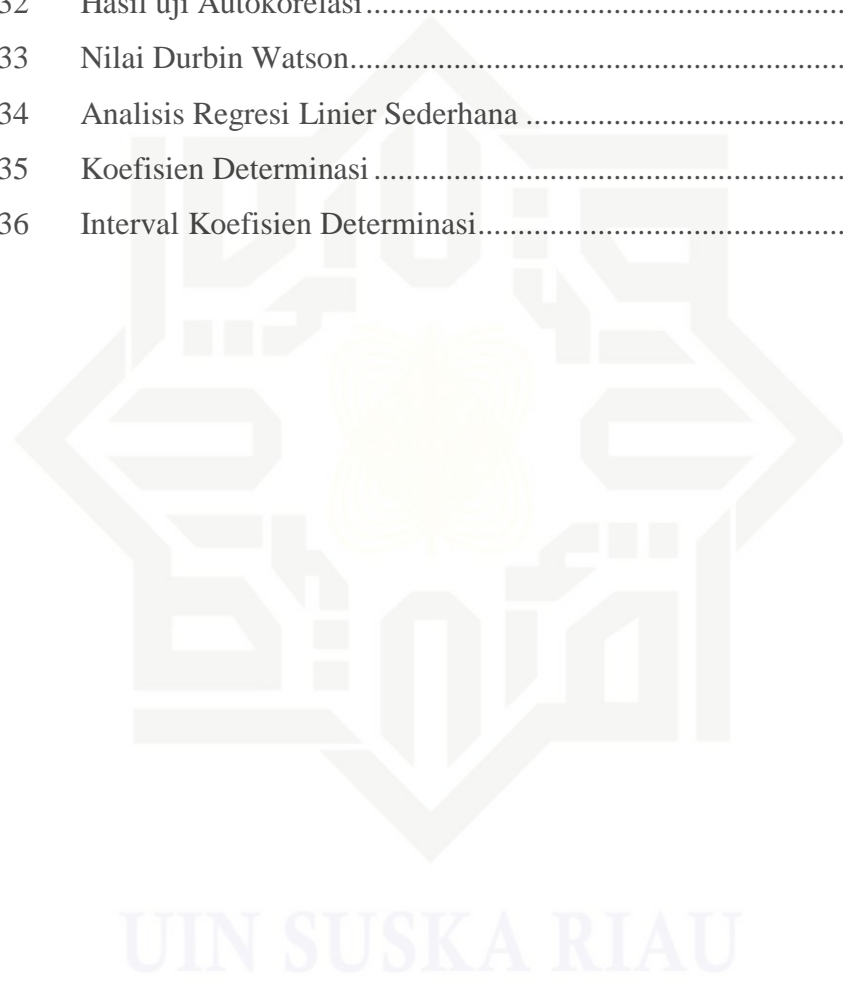 32 Hasil uji Autokorelasi........................................................
33 Nilai Durbin Watson..........................................................
34 Analisis Regresi Linier Sederhana ......................................
35 Koefisien Determinasi .......................................................
36 Interval Koefisien Determinasi............................................
UIN SUSKA RIAU